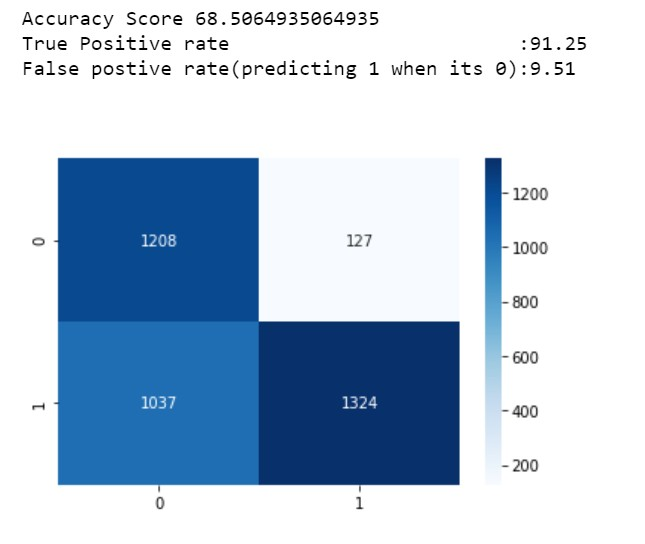 Accuracy Score 68.5064935064935
True Positive rate :91.25
False postive rate(predicting 1 when its 0):9.51
1200
0 1208 127
1000
800
600
1 1037 1324
400
200
0 1